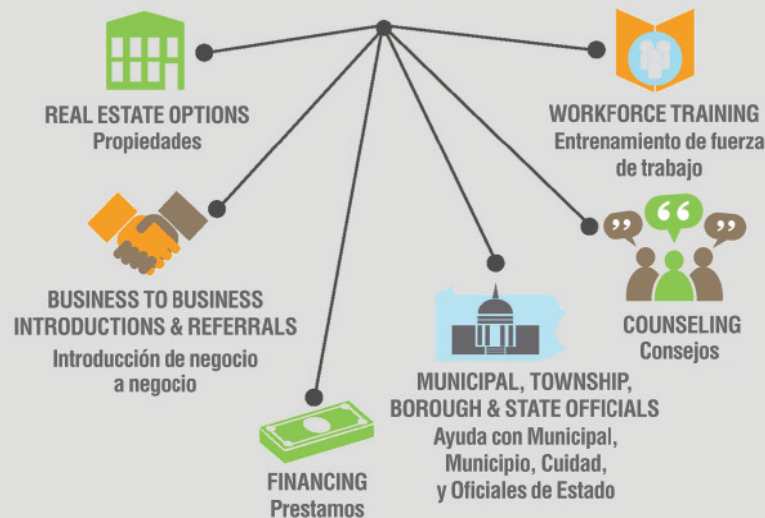 REAL ESTATE OPTIONS
Propiedades
WORKFORCE TRAINING
Entrenamiento de fuerza
de trabajo
BUSINESS TO BUSINESS
INTRODUCTIONS & REFERRALS
Introducción de negocio
a negocio
COUNSELING
Consejos
MUNICIPAL, TOWNSHIP,
BOROUGH & STATE OFFICIALS
Ayuda con Municipal,
Municipio, Cuidad,
y Oficiales de Estado
FINANCING
Prestamos